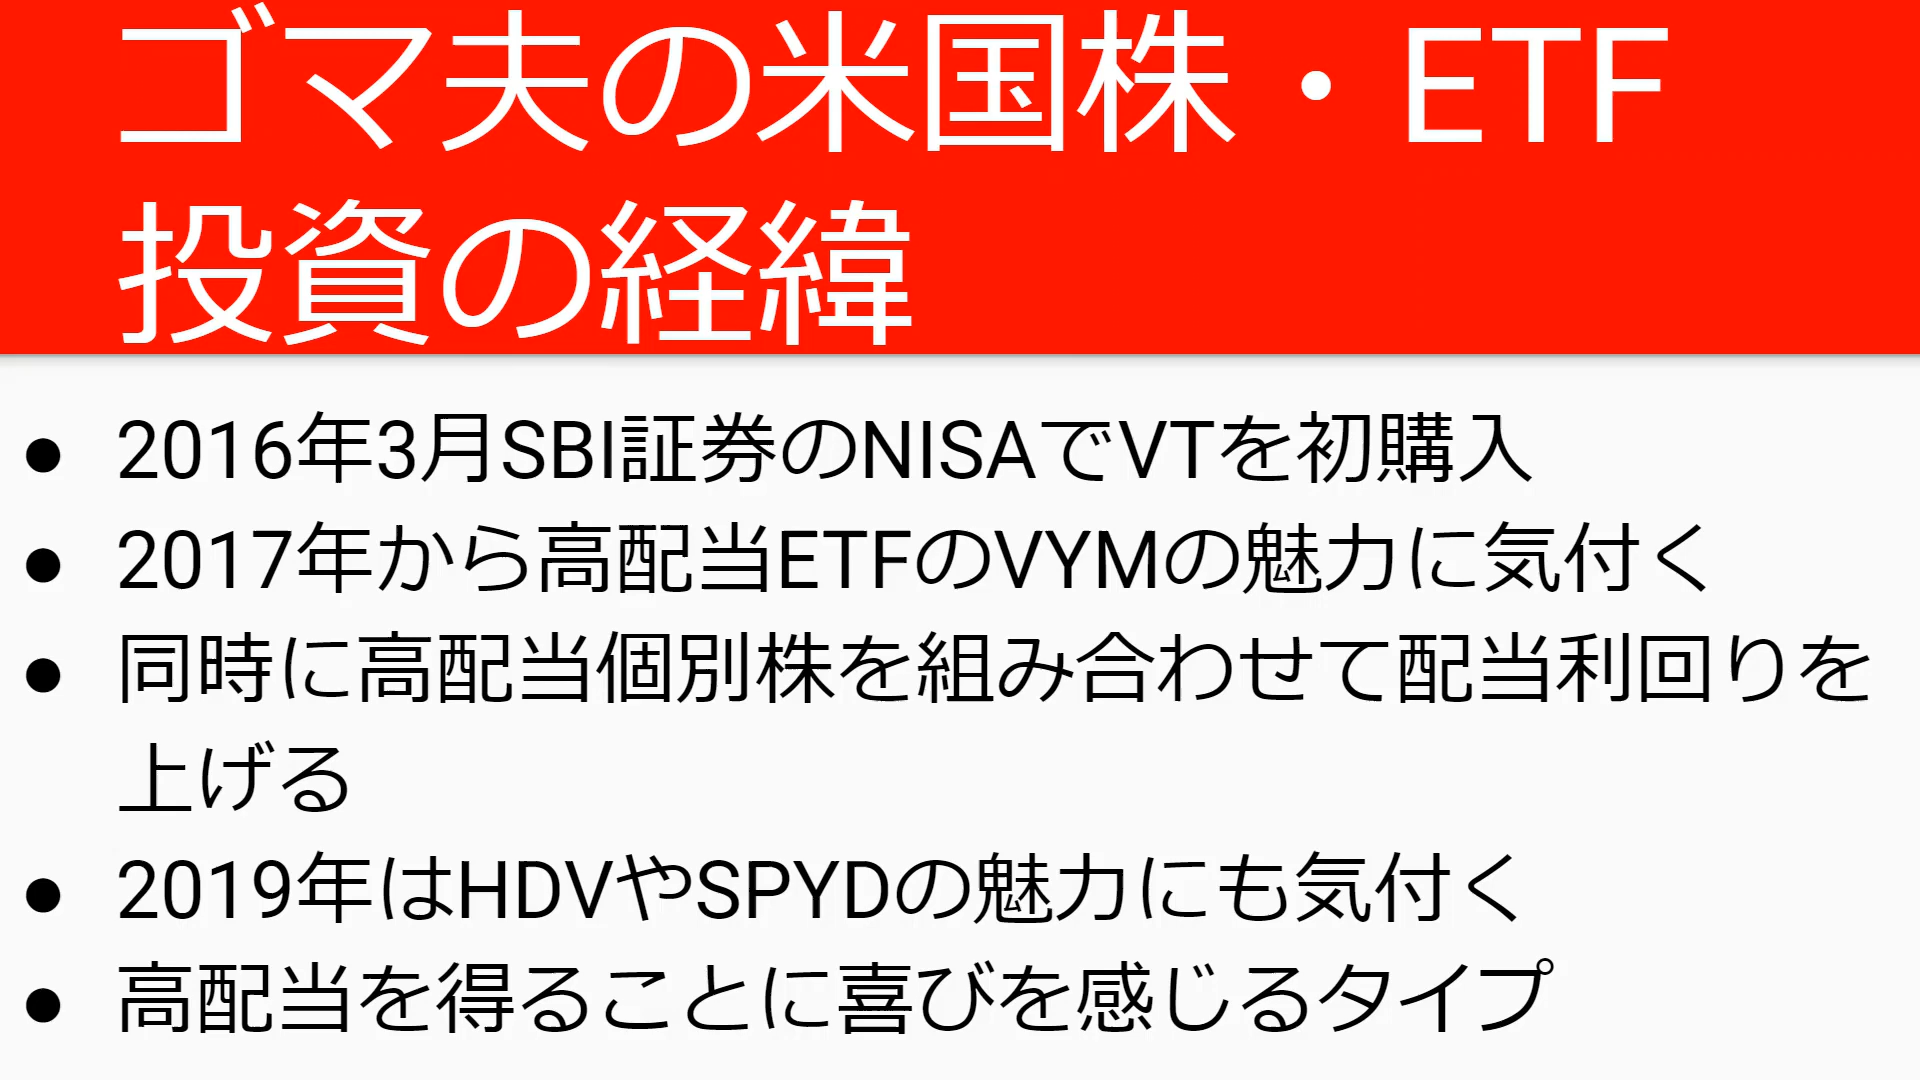 ゴマ夫の米国株・ETF
投資の経緯
● 2016年3月SBI証券のNISAでVTを初購入
● 2017年から高配当ETFのVYMの魅力に気付く
● 同時に高配当個別株を組み合わせて配当利回りを
上げる
● 2019年はHDVやSPYDの魅力にも気付く
● 高配当を得ることに喜びを感じるタイプ